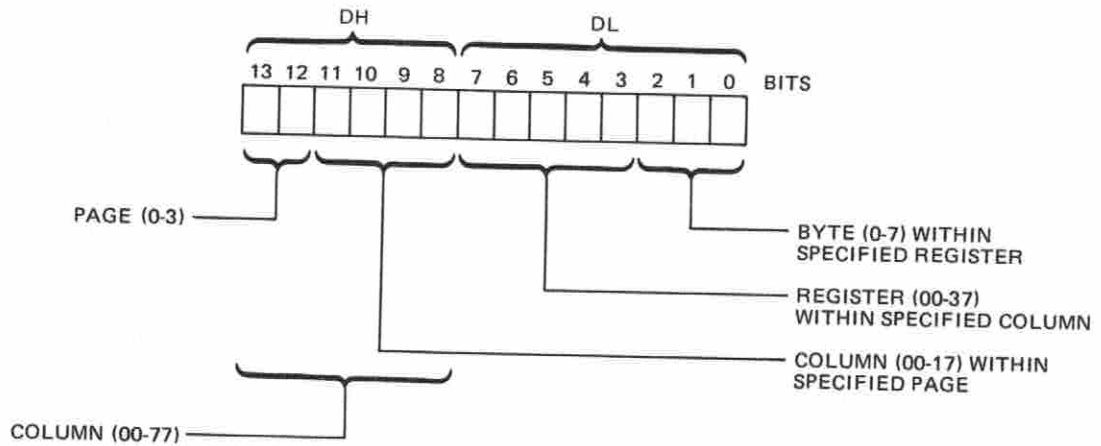 DH
DL
13 12 11 10 9 8 7 6 5 4 3 2 1 0 BITS
PAGE (0-3)
BYTE (0-7) WITHIN
SPECIFIED REGISTER
REGISTER (00-37)
WITHIN SPECIFIED COLUMN
COLUMN (00-17) WITHIN
SPECIFIED PAGE
COLUMN (00-77)